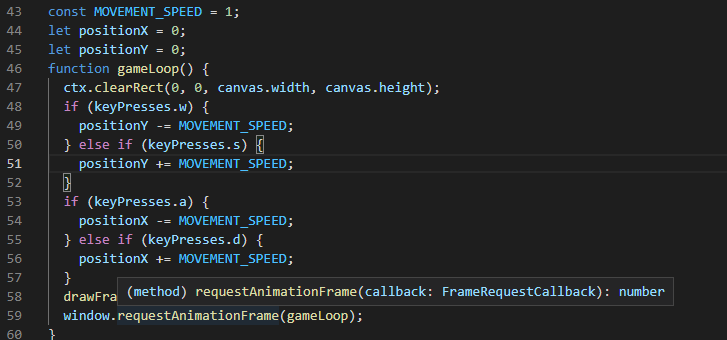 43 const MOVEMENT_SPEED = 1;
44 let positionX = 0;
45 let positionY = 0;
46 function gameLoop() {
47 ctx.clearRect(0, 0, canvas.width, canvas.height);
48 if (keyPresses.w) {
49 positionY -= MOVEMENT_SPEED;
50 } else if (keyPresses.s) {
51 positionY += MOVEMENT_SPEED;
52 }
53 if (keyPresses.a) {
54 positionX -= MOVEMENT_SPEED;
55 } else if (keyPresses.d) {
56 positionX += MOVEMENT_SPEED;
57 }
(method) requestAnimationFrame(callback: FrameRequestCallback): number
58 drawFra
59 window.requestAnimationFrame(gameLoop);
60 }